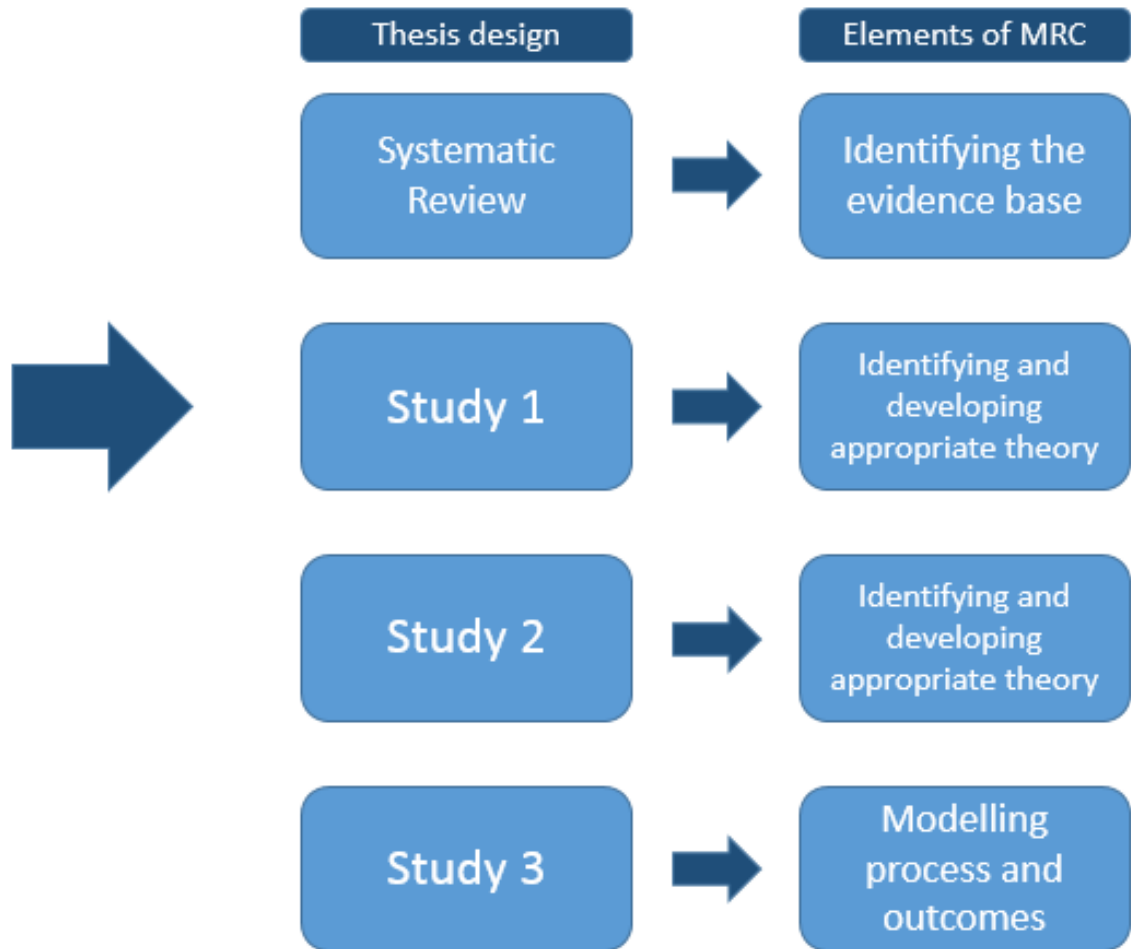 Thesis design
Elements of MRC
Systematic
Review
Identifying the
evidence base
Study 1
Identifying and
developing
appropriate theory
Study 2
Identifying and
developing
appropriate theory
Study 3
Modelling
process and
outcomes